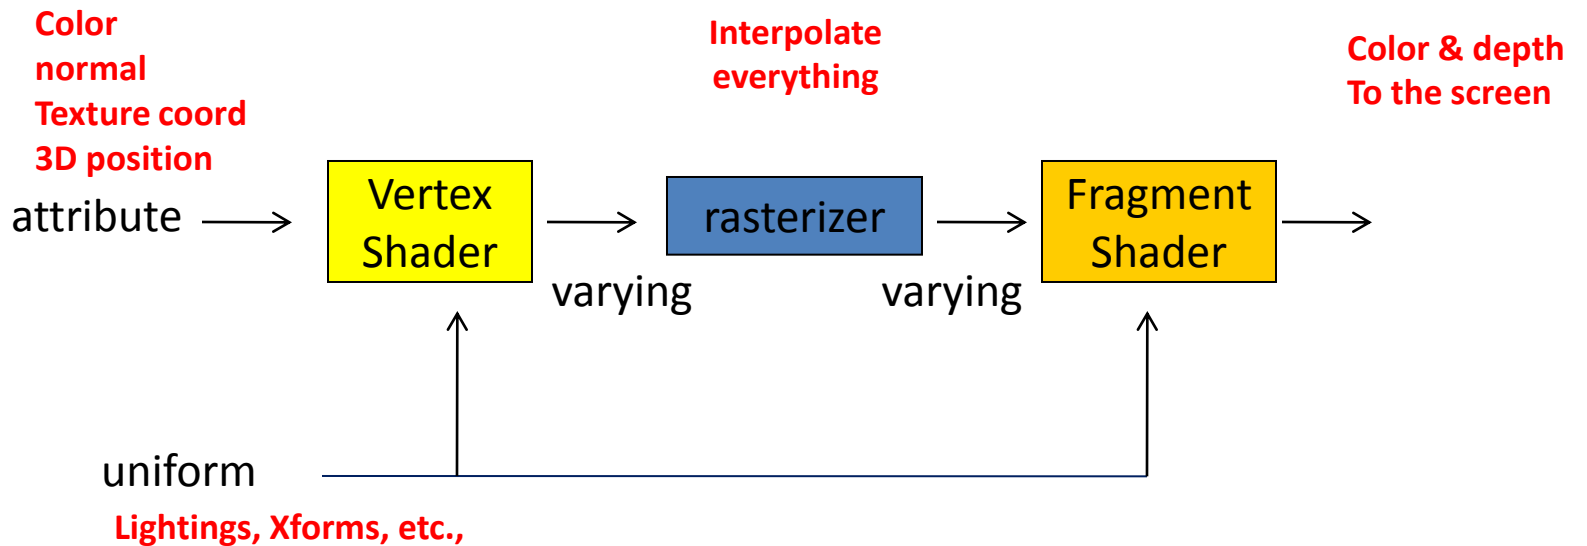 Color
normal
Texture coord
3D position
Interpolate
everything
Color & depth
To the screen
attribute
Vertex
Shader
varying
rasterizer
varying
Fragment
Shader
uniform
Lightings, Xforms, etc.,